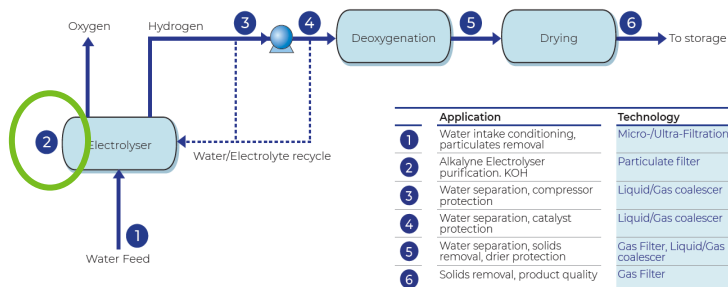 Oxygen
Hydrogen
3
4
5
6
Deoxygenation
Drying
To storage
2
Electrolyser
Water/Electrolyte recycle
1
Water Feed
Application
Technology
1
Water intake conditioning,
particulates removal
Micro-/Ultra-Filtration
2
Alkalyne Electrolyser
purification. KOH
Particulate filter
3
Water separation, compressor
protection
Liquid/Gas coalescer
4
Water separation, catalyst
protection
Liquid/Gas coalescer
5
Water separation, solids
removal, drier protection
Gas Filter, Liquid/Gas
coalescer
6
Solids removal, product quality
Gas Filter